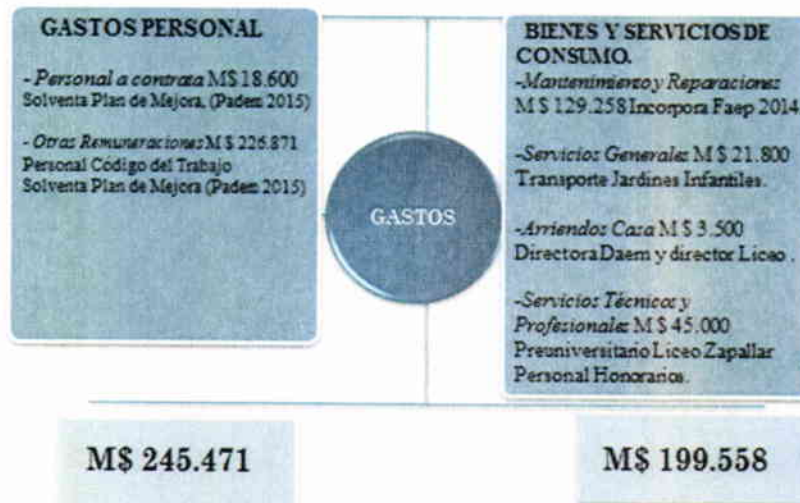 GASTOS PERSONAL
- Personal a contrata M$ 18.600
Solventa Plan de Mejora. (Padem 2015)
- Otras Remuneraciones M $ 226.871
Personal Código del Trabajo
Solventa Plan de Mejora (Padem 2015)
GASTOS
BIENES Y SERVICIOS DE
CONSUMO.
-Mantenimiento y Reparaciones
M $ 129.258 Incorpora Faep 2014
-Servicios Generales M $ 21.800
Transporte Jardines Infantiles.
-Arriendos Casa M $ 3.500
Directora Daem y director Liceo .
-Servicios Técnicos y
Profesionales M $ 45.000
Preuniversitario Liceo Zapallar
Personal Honorarios.
M$ 245.471
M$ 199.558